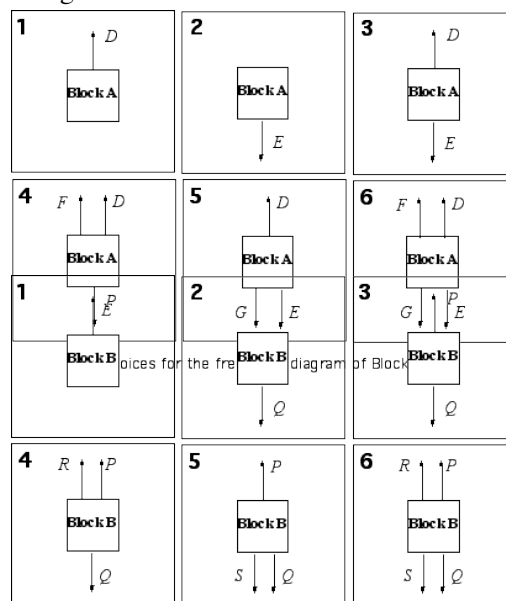 1 2 3
D D
Block A Block A Block A
E E
4 5 6
F D D F D
Block A Block A Block A
1 2 3
P P
E G E G E
Block B Block B Block B
oices for the fre diagram of Block
Q Q
4 5 6
R P P R P
Block B Block B Block B
Q S Q S Q